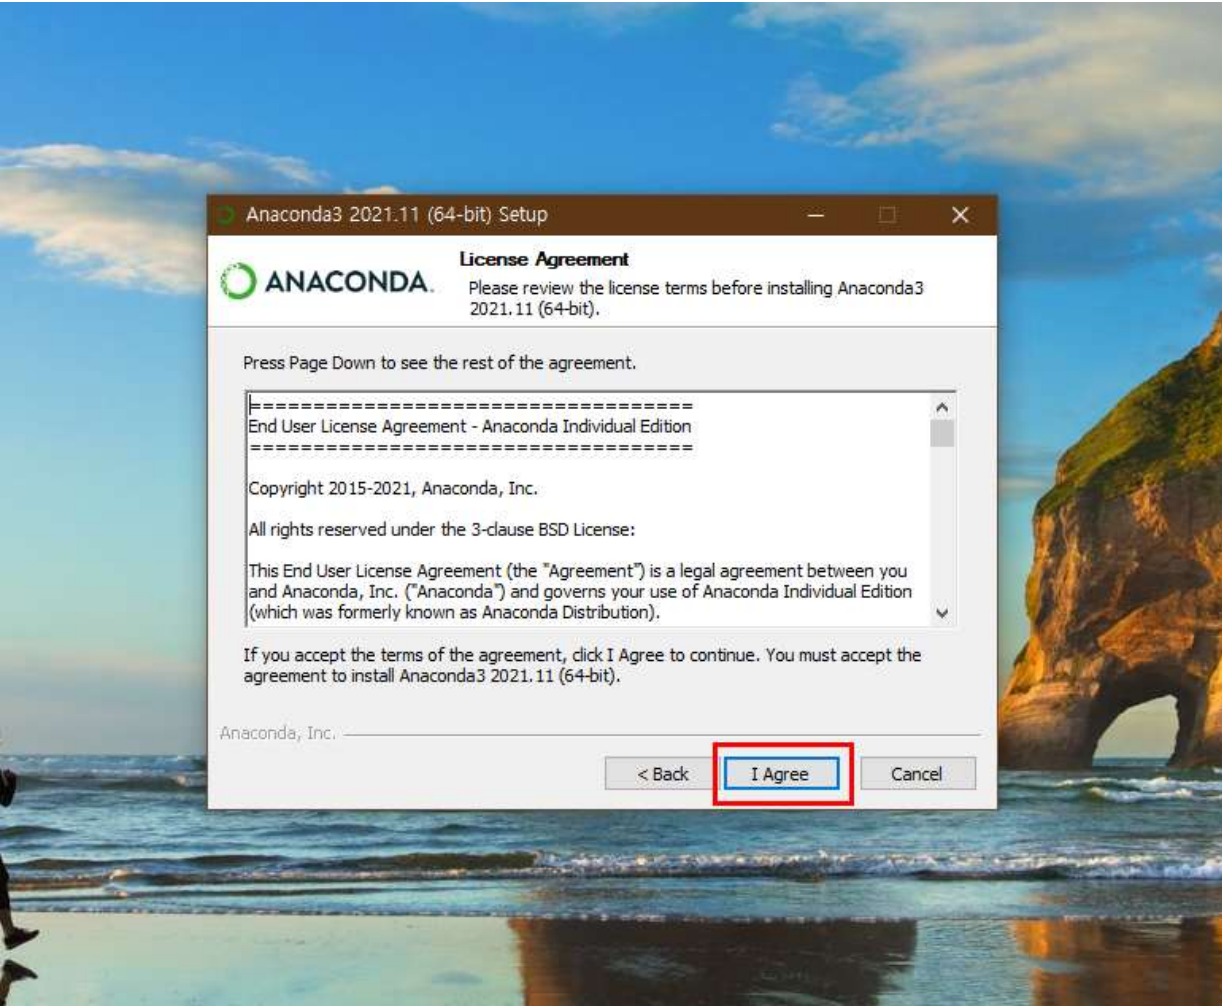 Anaconda3 2021.11 (64-bit) Setup
ANACONDA.
License Agreement
Please review the license terms before installing Anaconda3
2021.11 (64-bit).
Press Page Down to see the rest of the agreement.
==================================
End User License Agreement - Anaconda Individual Edition
==================================
Copyright 2015-2021, Anaconda, Inc.
All rights reserved under the 3-clause BSD License:
This End User License Agreement (the "Agreement") is a legal agreement between you
and Anaconda, Inc. ("Anaconda") and governs your use of Anaconda Individual Edition
(which was formerly known as Anaconda Distribution).
If you accept the terms of the agreement, click I Agree to continue. You must accept the
agreement to install Anaconda3 2021.11 (64-bit).
Anaconda, Inc.
< Back
I Agree
Cancel